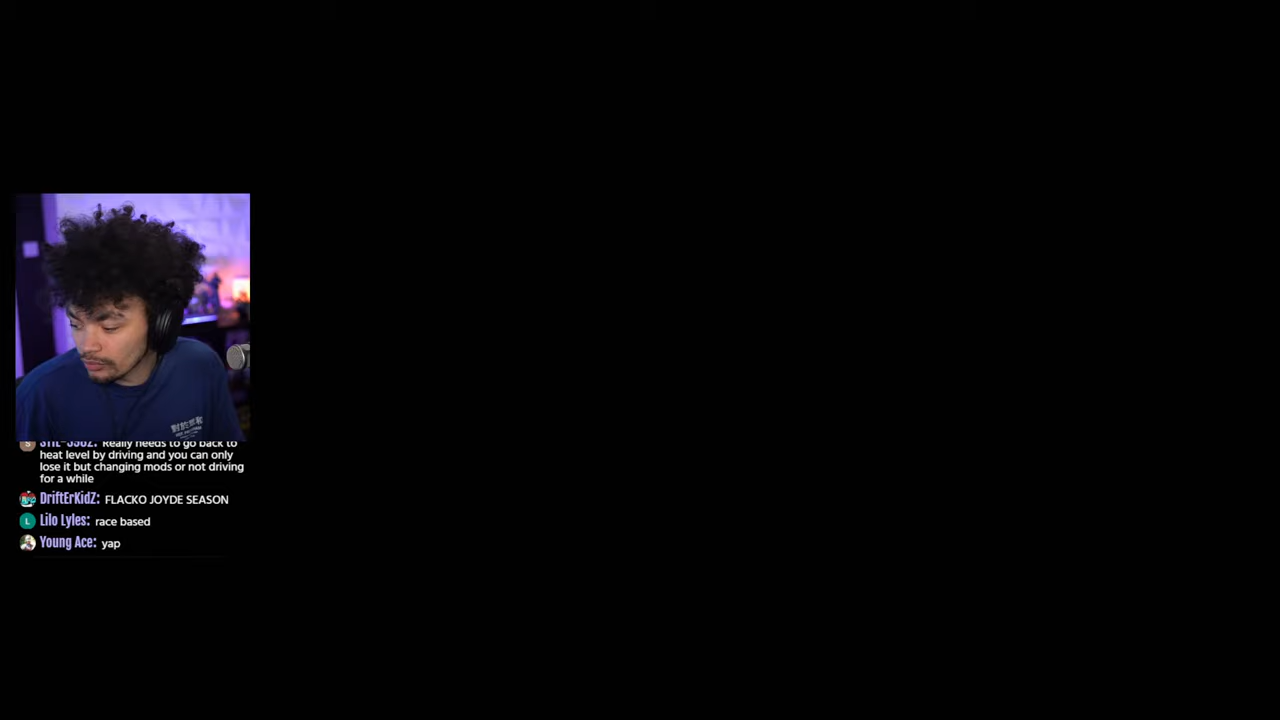 Really needs to go back to
heat level by driving and you can only
lose it but changing mods or not driving
for a while
DriftErKidZ: FLACKO JOYDE SEASON
L Lilo Lyles: race based
Young Ace: yap